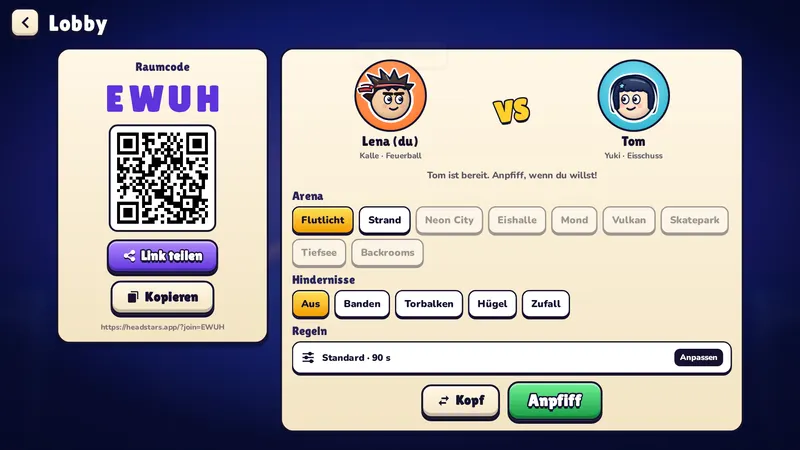 Lobby
Raumcode
EWUH
Link teilen
Kopieren
https://headstars.app/?join=EWUH
VS
Lena (du)
Tom
Kalle · Feuerball
Yuki · Eisschuss
Tom ist bereit. Anpfiff, wenn du willst!
Arena
Flutlicht Strand Neon City Eishalle Mond Vulkan Skatepark
Tiefsee Backrooms
Hindernisse
Aus Banden Torbalken Hügel Zufall
Regeln
Standard · 90 s Anpassen
Kopf Anpfiff